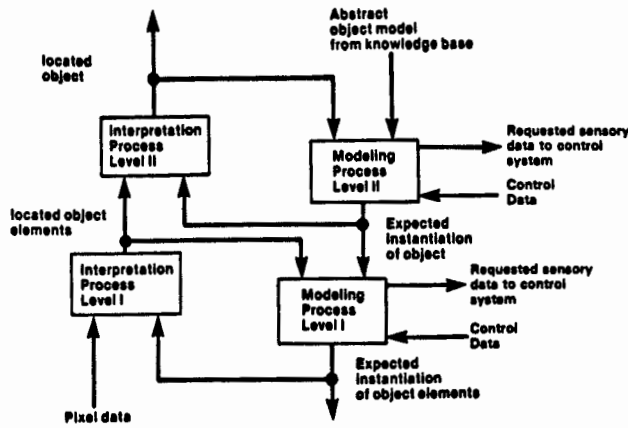 Abstract
object model
from knowledge base
located
object
Interpretation
Process
Level II
Modeling
Process
Level II
Requested sensory
data to control
system
Control
Data
located object
elements
Expected
instantiation
of object
Interpretation
Process
Level I
Modeling
Process
Level I
Requested sensory
data to control
system
Control
Data
Expected
instantiation
of object elements
Pixel data